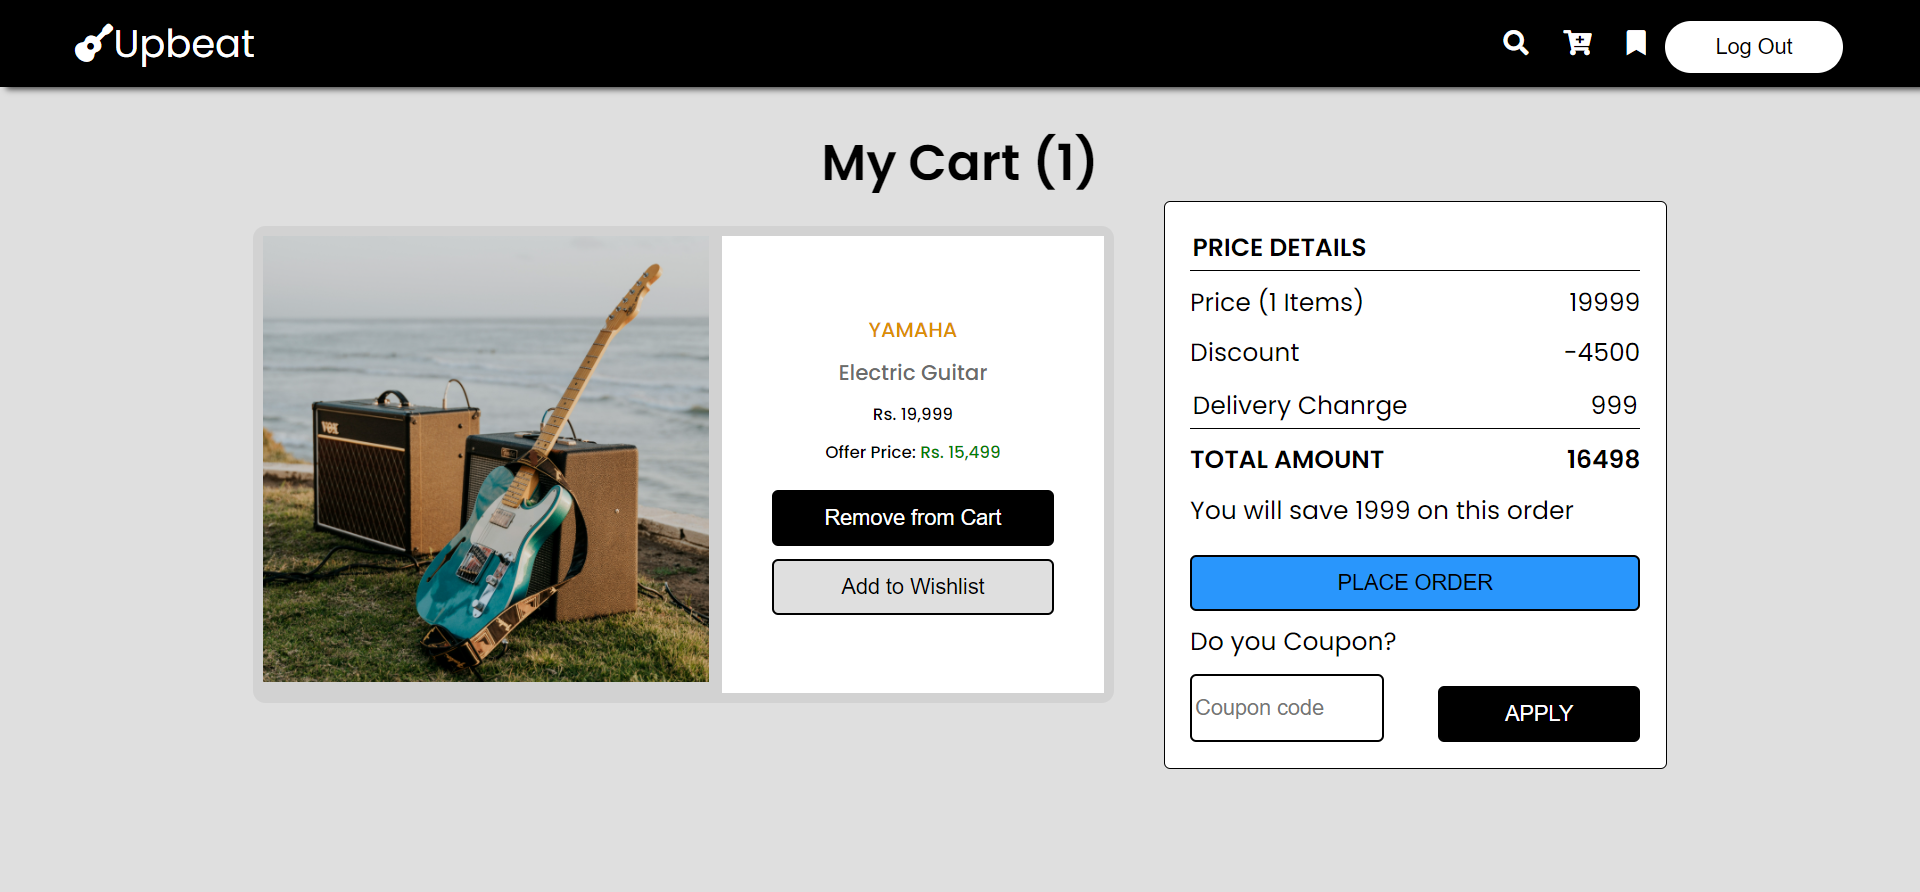 Upbeat
Log Out
My Cart (1)
VOX
YAMAHA
Electric Guitar
Rs. 19,999
Offer Price: Rs. 15,499
Remove from Cart
Add to Wishlist
PRICE DETAILS
Price (1 Items) 19999
Discount -4500
Delivery Chanrge 999
TOTAL AMOUNT 16498
You will save 1999 on this order
PLACE ORDER
Do you Coupon?
Coupon code
APPLY